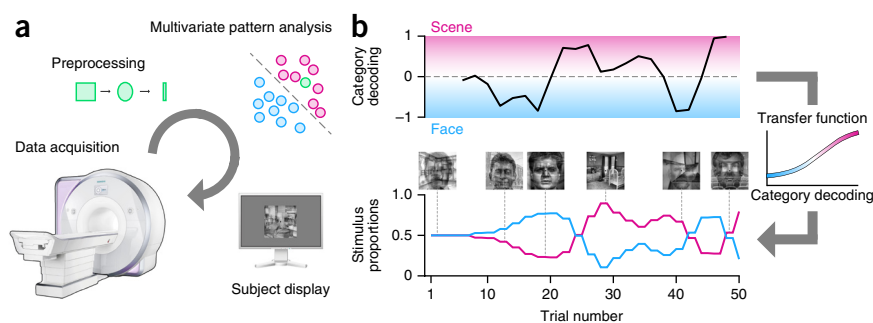 a
Multivariate pattern analysis
Preprocessing
Data acquisition
Subject display
b
Scene
Category
decoding
1
0
−1
Face
Transfer function
Category decoding
Stimulus
proportions
1.0
0.5
0
1 10 20 30 40 50
Trial number